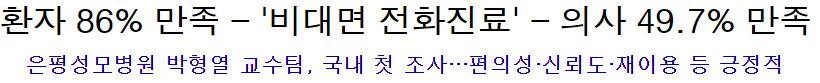 환자 86% 만족 – '비대면 전화진료' – 의사 49.7% 만족
은평성모병원 박형열 교수팀, 국내 첫 조사…편의성·신뢰도·재이용 등 긍정적